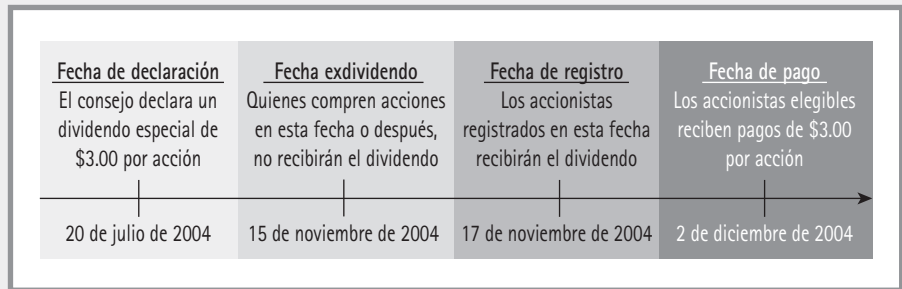 Fecha de declaración
El consejo declara un
dividendo especial de
$3.00 por acción
Fecha exdividendo
Quienes compren acciones
en esta fecha o después,
no recibirán el dividendo
Fecha de registro
Los accionistas
registrados en esta fecha
recibirán el dividendo
Fecha de pago
Los accionistas elegibles
reciben pagos de $3.00
por acción
20 de julio de 2004
15 de noviembre de 2004
17 de noviembre de 2004
2 de diciembre de 2004